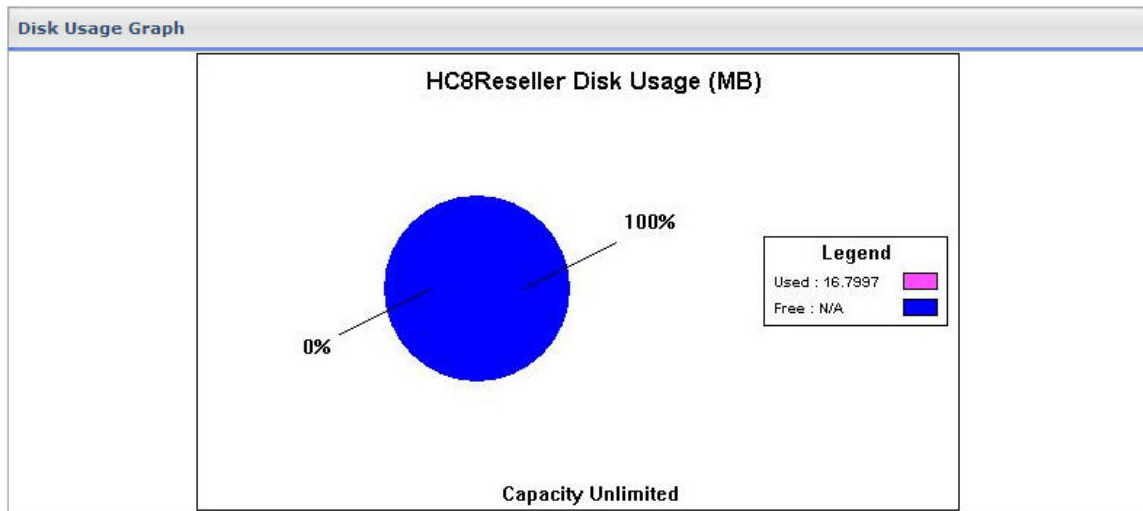 Disk Usage Graph
HC8Reseller Disk Usage (MB)
100%
0%
Legend
Used : 16.7997
Free : N/A
Capacity Unlimited